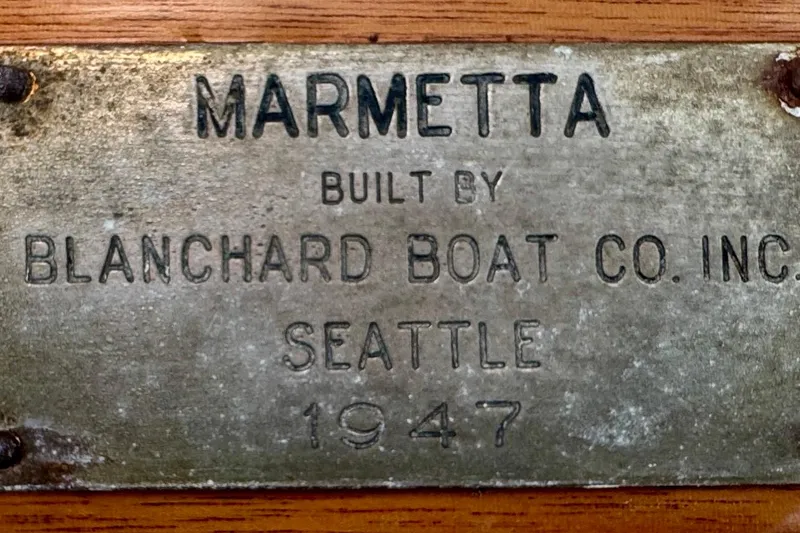 MARMETTA
BUILT BY
BLANCHARD BOAT CO. INC.
SEATTLE
1947